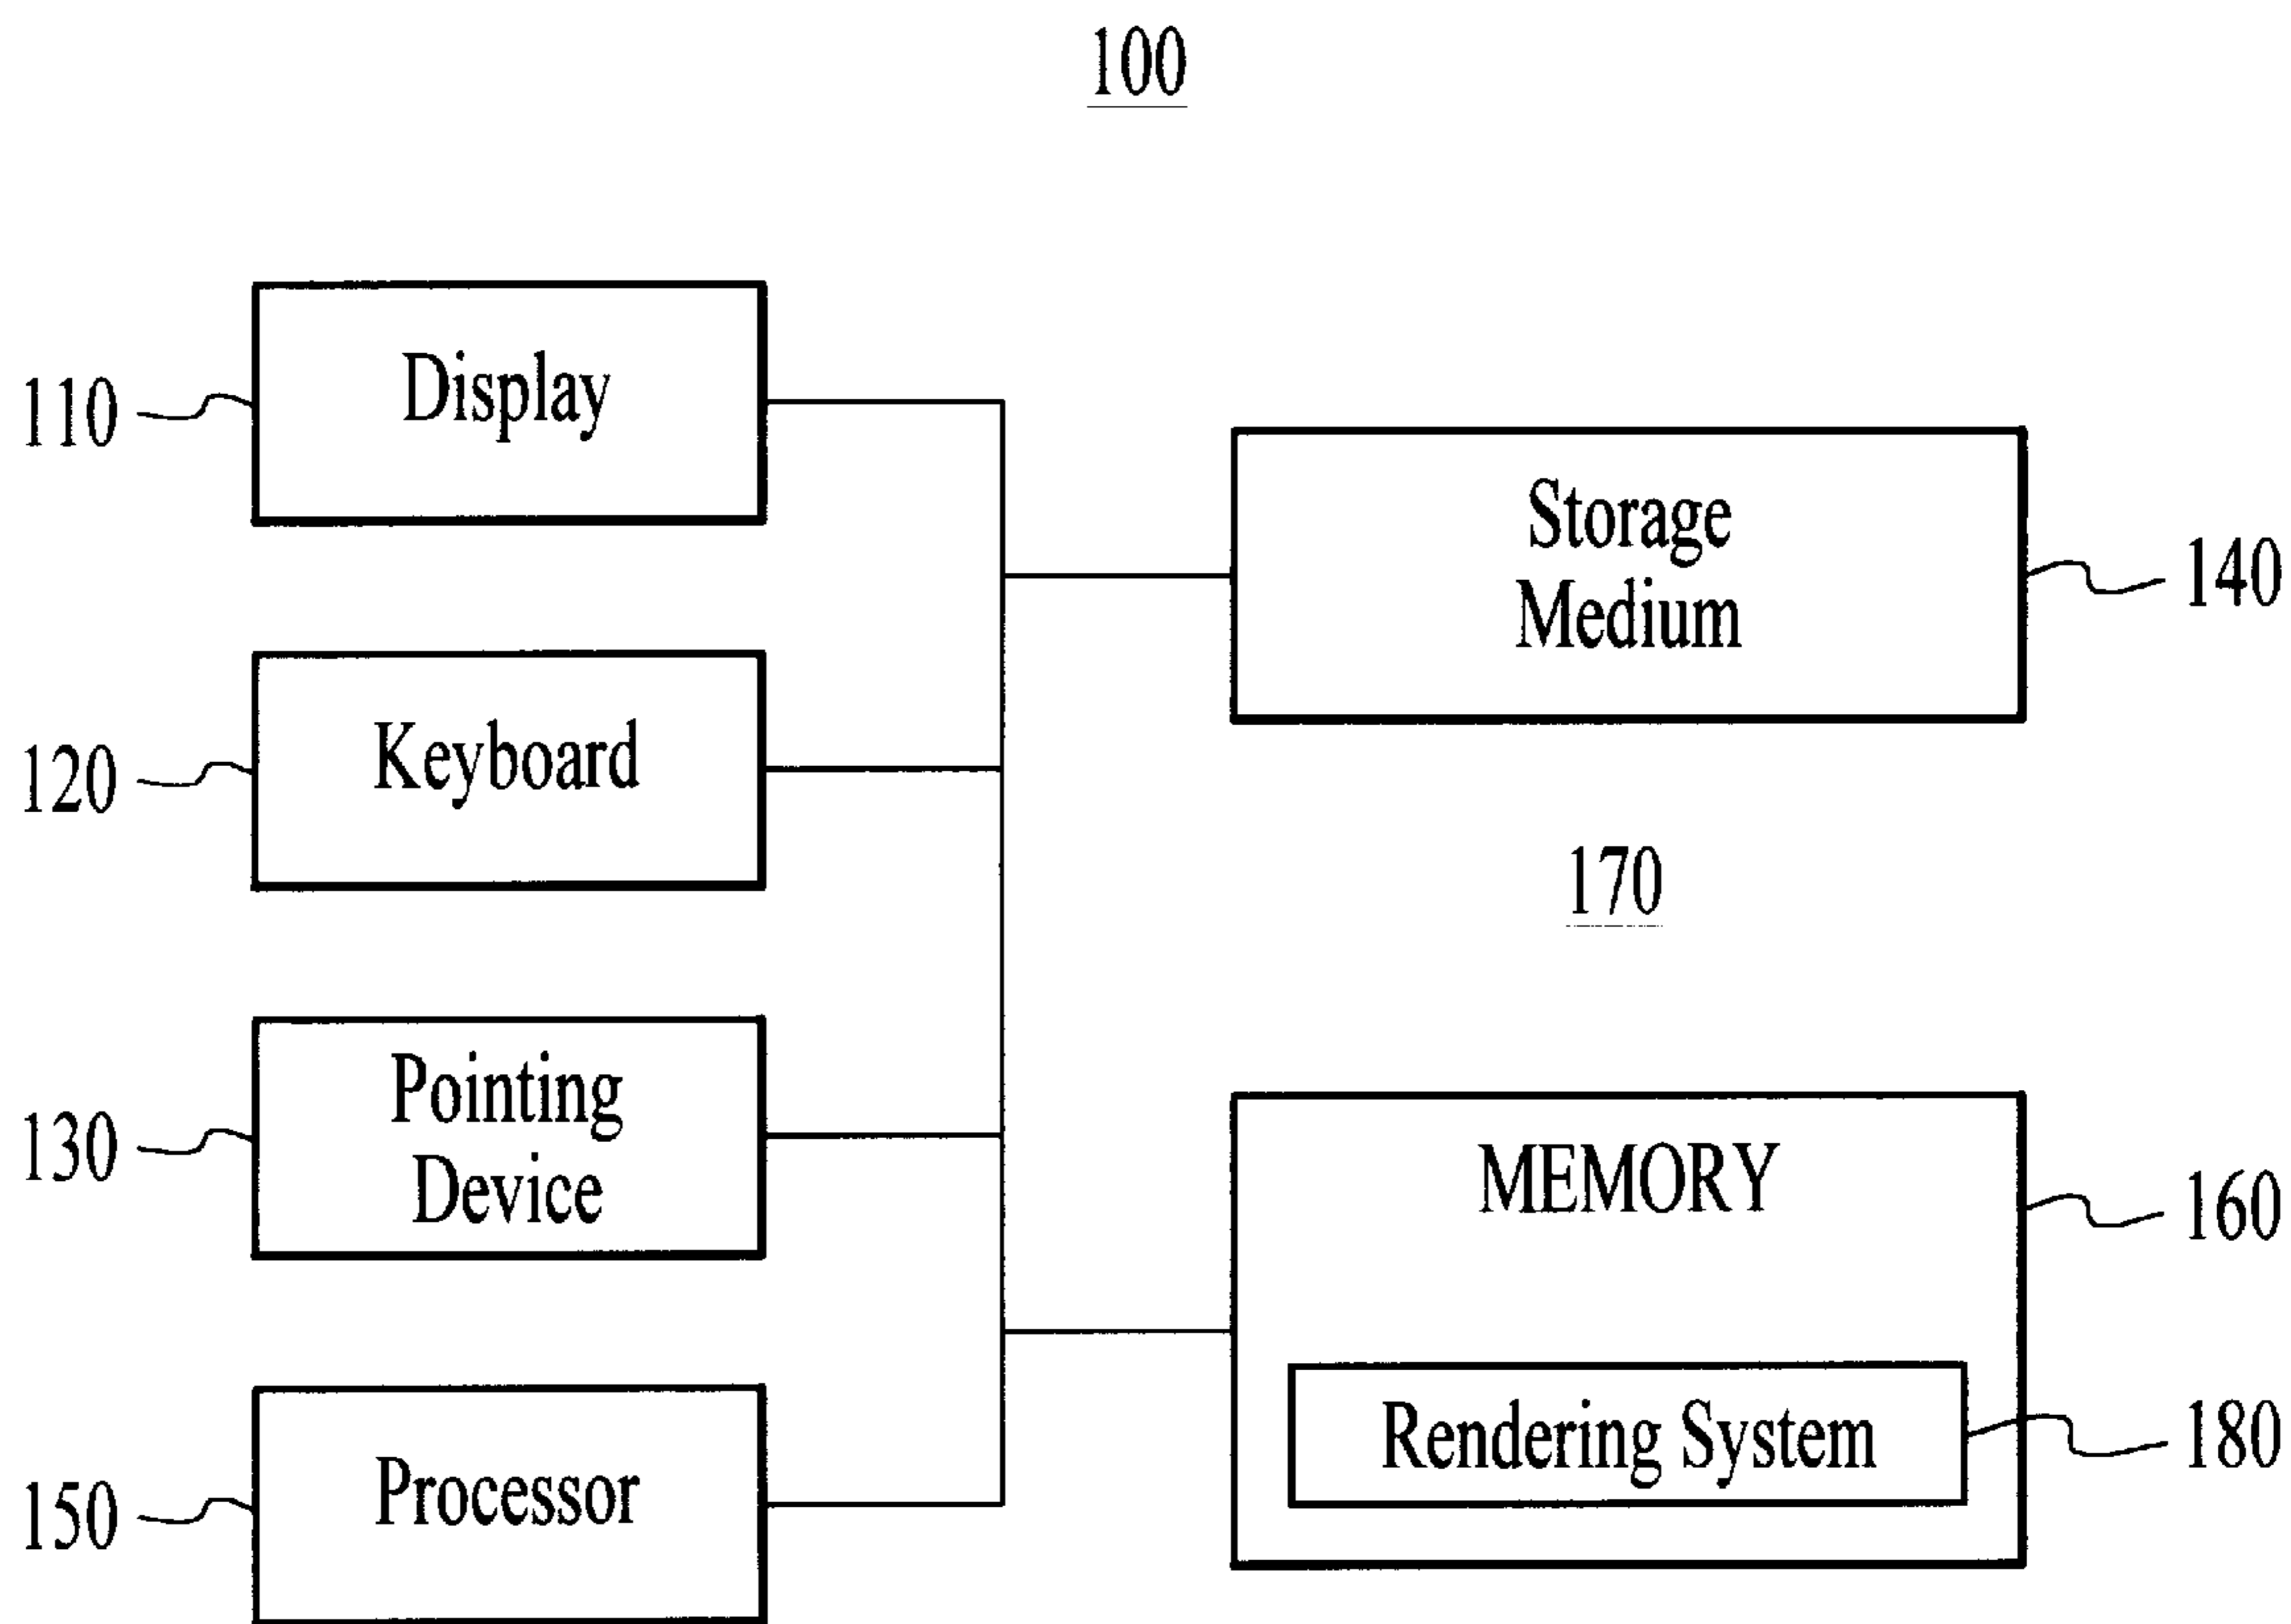 100
110
Display
Storage
Medium
140
120
Keyboard
170
130
Pointing
Device
MEMORY
160
Rendering System
180
150
Processor